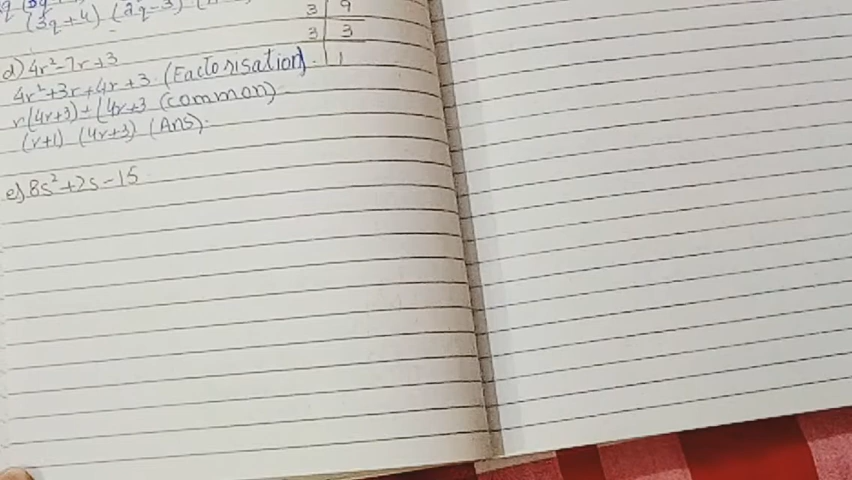 (3q+4) (2q-3)
3 9
3 3
1
d) 4r²-7r+3
4r²+3r+4r+3 (Factorisation)
r(4r+3)+(4r+3 (common)
(r+1) (4r+3) (Ans)
e) 8s²+2s-15